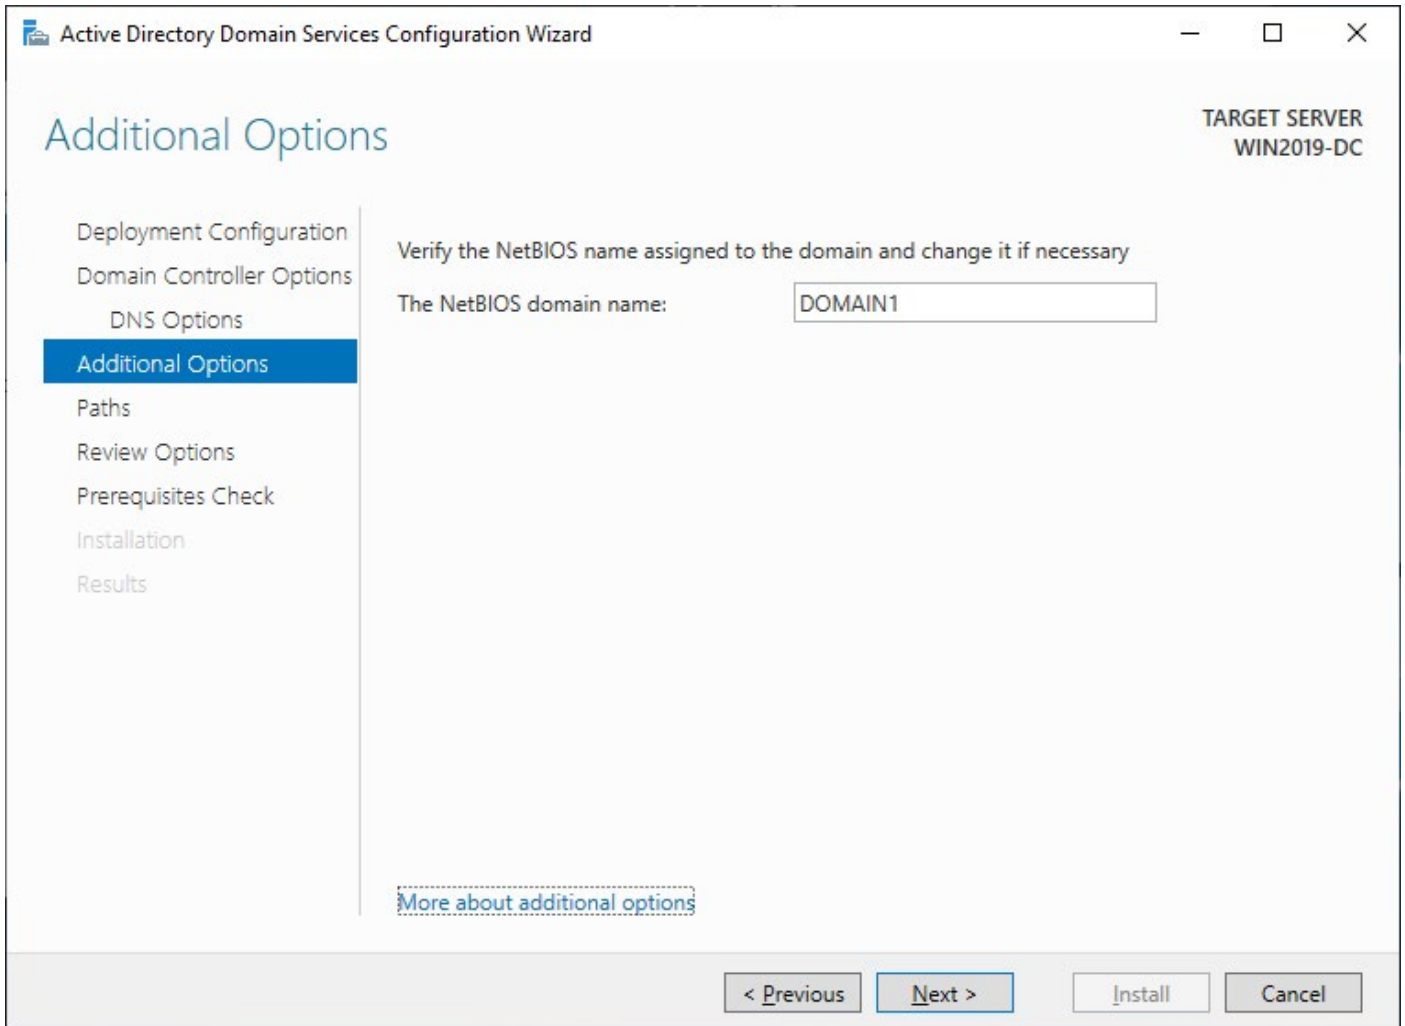 Active Directory Domain Services Configuration Wizard
Additional Options
TARGET SERVER
WIN2019-DC
Deployment Configuration
Domain Controller Options
DNS Options
Additional Options
Paths
Review Options
Prerequisites Check
Installation
Results
Verify the NetBIOS name assigned to the domain and change it if necessary
The NetBIOS domain name: DOMAIN1
More about additional options
< Previous Next > Install Cancel